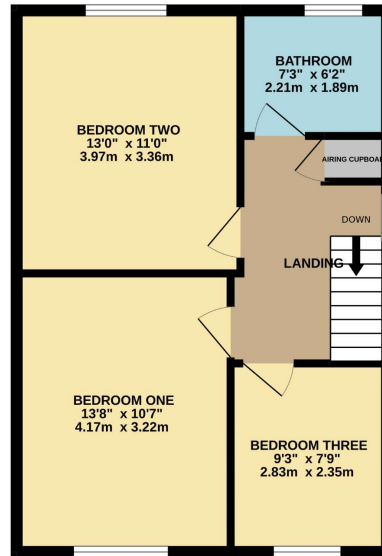 BATHROOM
7'3" x 6'2"
2.21m x 1.89m
BEDROOM TWO
13'0" x 11'0"
3.97m x 3.36m
AIRING CUPBOARD
DOWN
LANDING
BEDROOM ONE
13'8" x 10'7"
4.17m x 3.22m
BEDROOM THREE
9'3" x 7'9"
2.83m x 2.35m